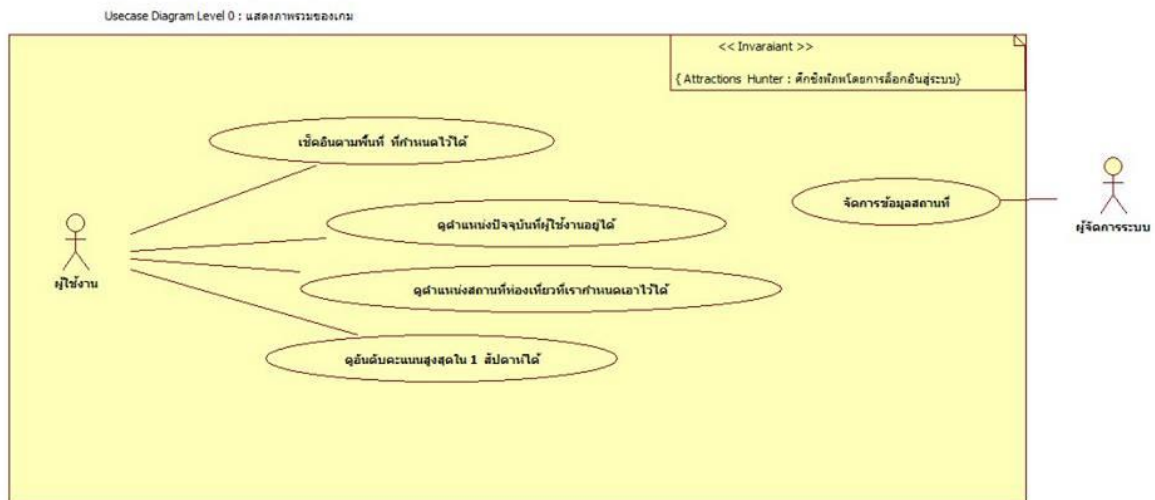 Usecase Diagram Level 0 : แสดงภาพรวมของเกม
<< Invaraiant >>
{ Attractions Hunter : ศึกชิงพิภพโดยการล็อกอินสู่ระบบ}
เช็คอินตามพื้นที่ ที่กำหนดไว้ได้
จัดการข้อมูลสถานที่
ดูตำแหน่งปัจจุบันที่ผู้ใช้งานอยู่ได้
ผู้จัดการระบบ
ผู้ใช้งาน
ดูตำแหน่งสถานที่ท่องเที่ยวที่เรากำหนดเอาไว้ได้
ดูอันดับคะแนนสูงสุดใน 1 สัปดาห์ได้